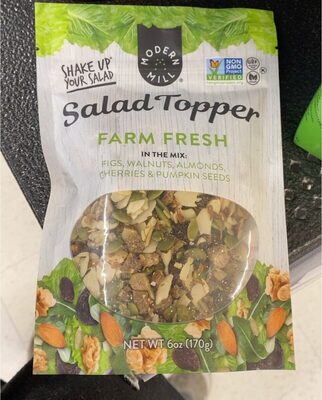 MODERN
MILL
SHAKE UP
YOUR SALAD
NON
GMO
Project
VERIFIED
Salad Topper
FARM FRESH
IN THE MIX:
FIGS, WALNUTS, ALMONDS,
CHERRIES & PUMPKIN SEEDS
NET WT 6oz (170g)